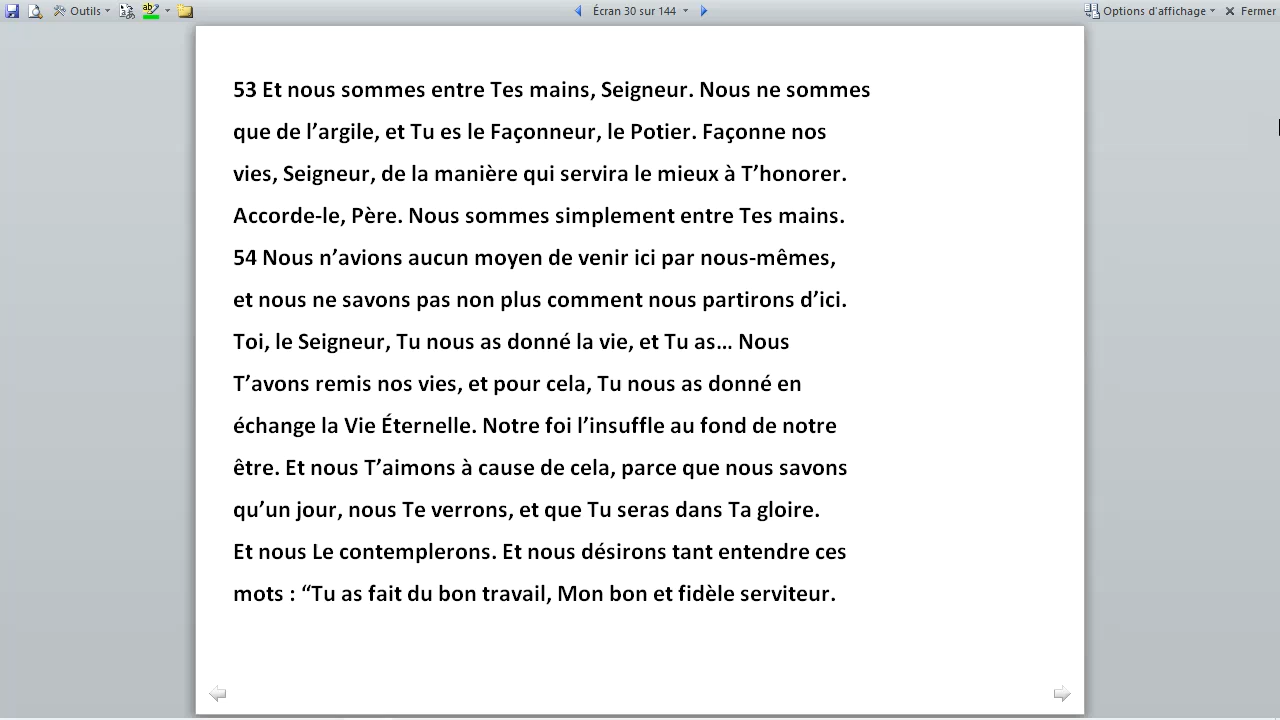 Outils
Écran 30 sur 144
Options d'affichage
Fermer
53 Et nous sommes entre Tes mains, Seigneur. Nous ne sommes
que de l’argile, et Tu es le Façonneur, le Potier. Façonne nos
vies, Seigneur, de la manière qui servira le mieux à T’honorer.
Accorde-le, Père. Nous sommes simplement entre Tes mains.
54 Nous n’avions aucun moyen de venir ici par nous-mêmes,
et nous ne savons pas non plus comment nous partirons d’ici.
Toi, le Seigneur, Tu nous as donné la vie, et Tu as… Nous
T’avons remis nos vies, et pour cela, Tu nous as donné en
échange la Vie Éternelle. Notre foi l’insuffle au fond de notre
être. Et nous T’aimons à cause de cela, parce que nous savons
qu’un jour, nous Te verrons, et que Tu seras dans Ta gloire.
Et nous Le contemplerons. Et nous désirons tant entendre ces
mots : “Tu as fait du bon travail, Mon bon et fidèle serviteur.